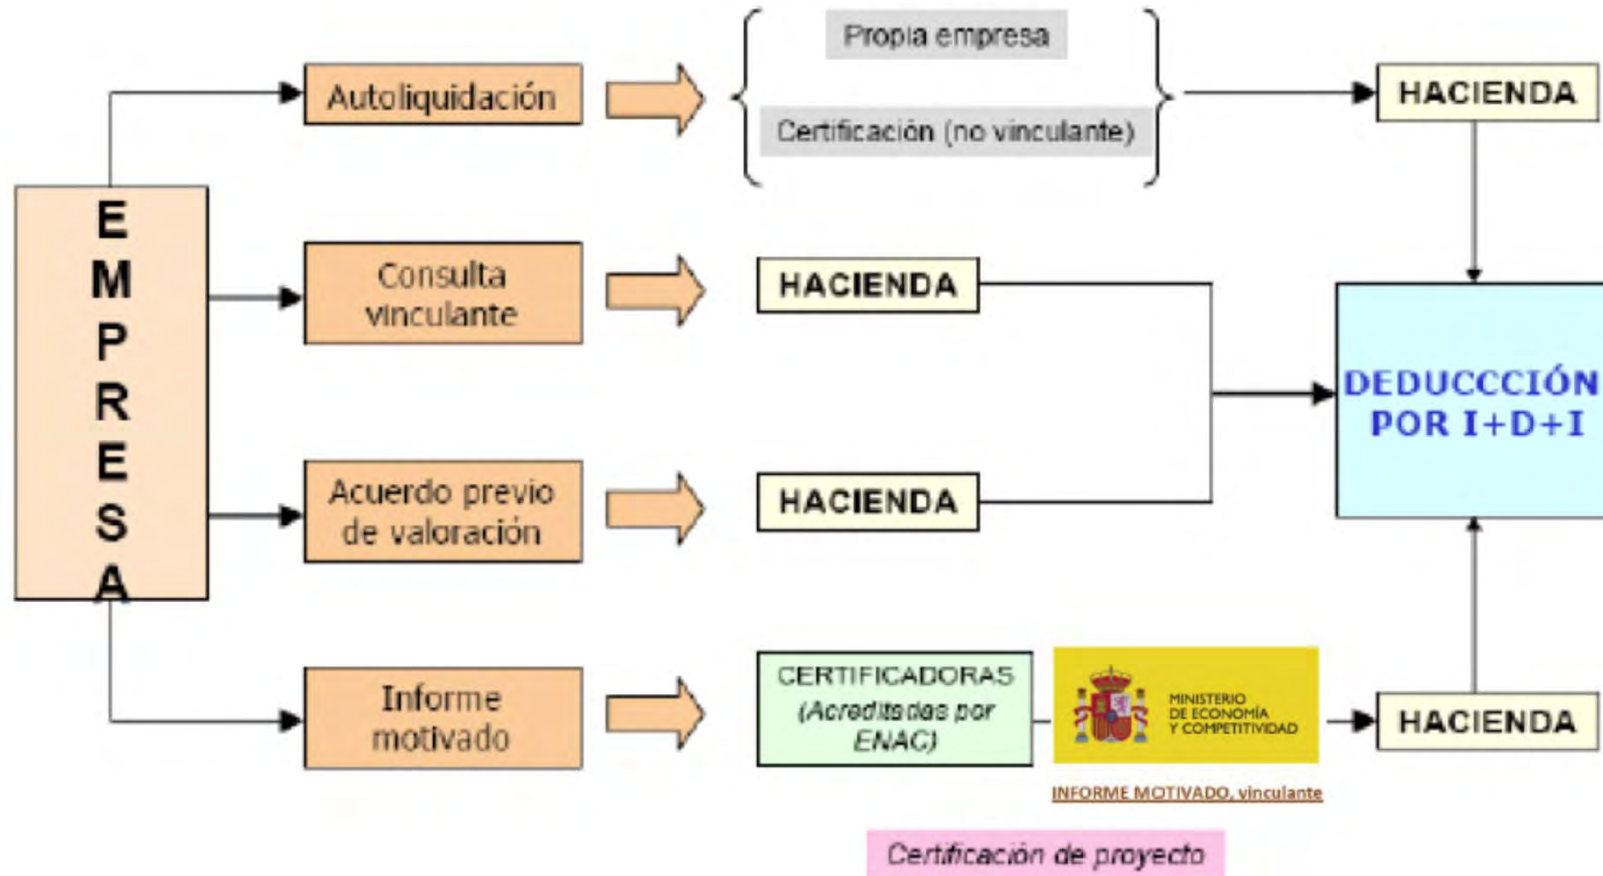 EMPRESA
Autoliquidación
Propia empresa
Certificación (no vinculante)
HACIENDA
Consulta
vinculante
HACIENDA
DEDUCCCIÓN
POR I+D+I
Acuerdo previo
de valoración
HACIENDA
Informe
motivado
CERTIFICADORAS
(Acreditadas por
ENAC)
MINISTERIO
DE ECONOMÍA
Y COMPETITIVIDAD
INFORME MOTIVADO, vinculante
HACIENDA
Certificación de proyecto